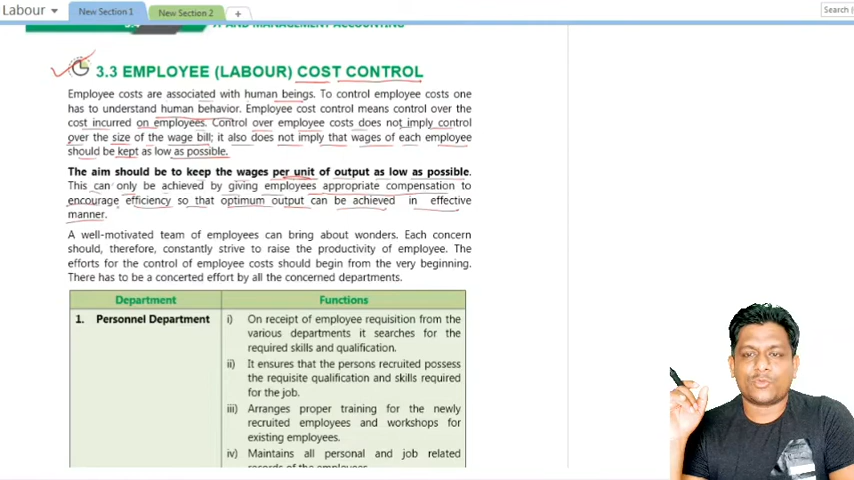 Labour
New Section 1
New Section 2
+
Search
AND MANAGEMENT ACCOUNTING
3.3 EMPLOYEE (LABOUR) COST CONTROL
Employee costs are associated with human beings. To control employee costs one
has to understand human behavior. Employee cost control means control over the
cost incurred on employees. Control over employee costs does not imply control
over the size of the wage bill; it also does not imply that wages of each employee
should be kept as low as possible.
The aim should be to keep the wages per unit of output as low as possible.
This can only be achieved by giving employees appropriate compensation to
encourage efficiency so that optimum output can be achieved in effective
manner.
A well-motivated team of employees can bring about wonders. Each concern
should, therefore, constantly strive to raise the productivity of employee. The
efforts for the control of employee costs should begin from the very beginning.
There has to be a concerted effort by all the concerned departments.
Department Functions
1. Personnel Department i) On receipt of employee requisition from the
various departments it searches for the
required skills and qualification.
ii) It ensures that the persons recruited possess
the requisite qualification and skills required
for the job.
iii) Arranges proper training for the newly
recruited employees and workshops for
existing employees.
iv) Maintains all personal and job related
records of the employees